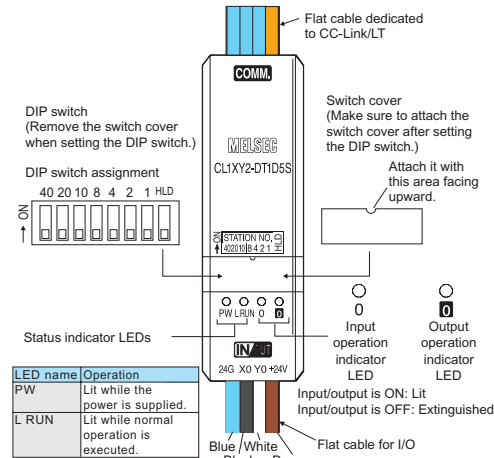 Flat cable dedicated
to CC-Link/LT
COMM.
DIP switch
(Remove the switch cover
when setting the DIP switch.)
DIP switch assignment
40 20 10 8 4 2 1 HLD
ON
MELSEC
CL1XY2-DT1D5S
Switch cover
(Make sure to attach the
switch cover after setting
the DIP switch.)
Attach it with
this area facing
upward.
ON
STATION NO.
402010 8 4 2 1
HLD
PW L RUN 0 0
Status indicator LEDs
0
Input
operation
indicator
LED
0
Output
operation
indicator
LED
Input/output is ON: Lit
Input/output is OFF: Extinguished
IN/OUT
24G X0 Y0 +24V
LED name Operation
PW Lit while the
power is supplied.
L RUN Lit while normal
operation is
executed.
Blue White
Flat cable for I/O